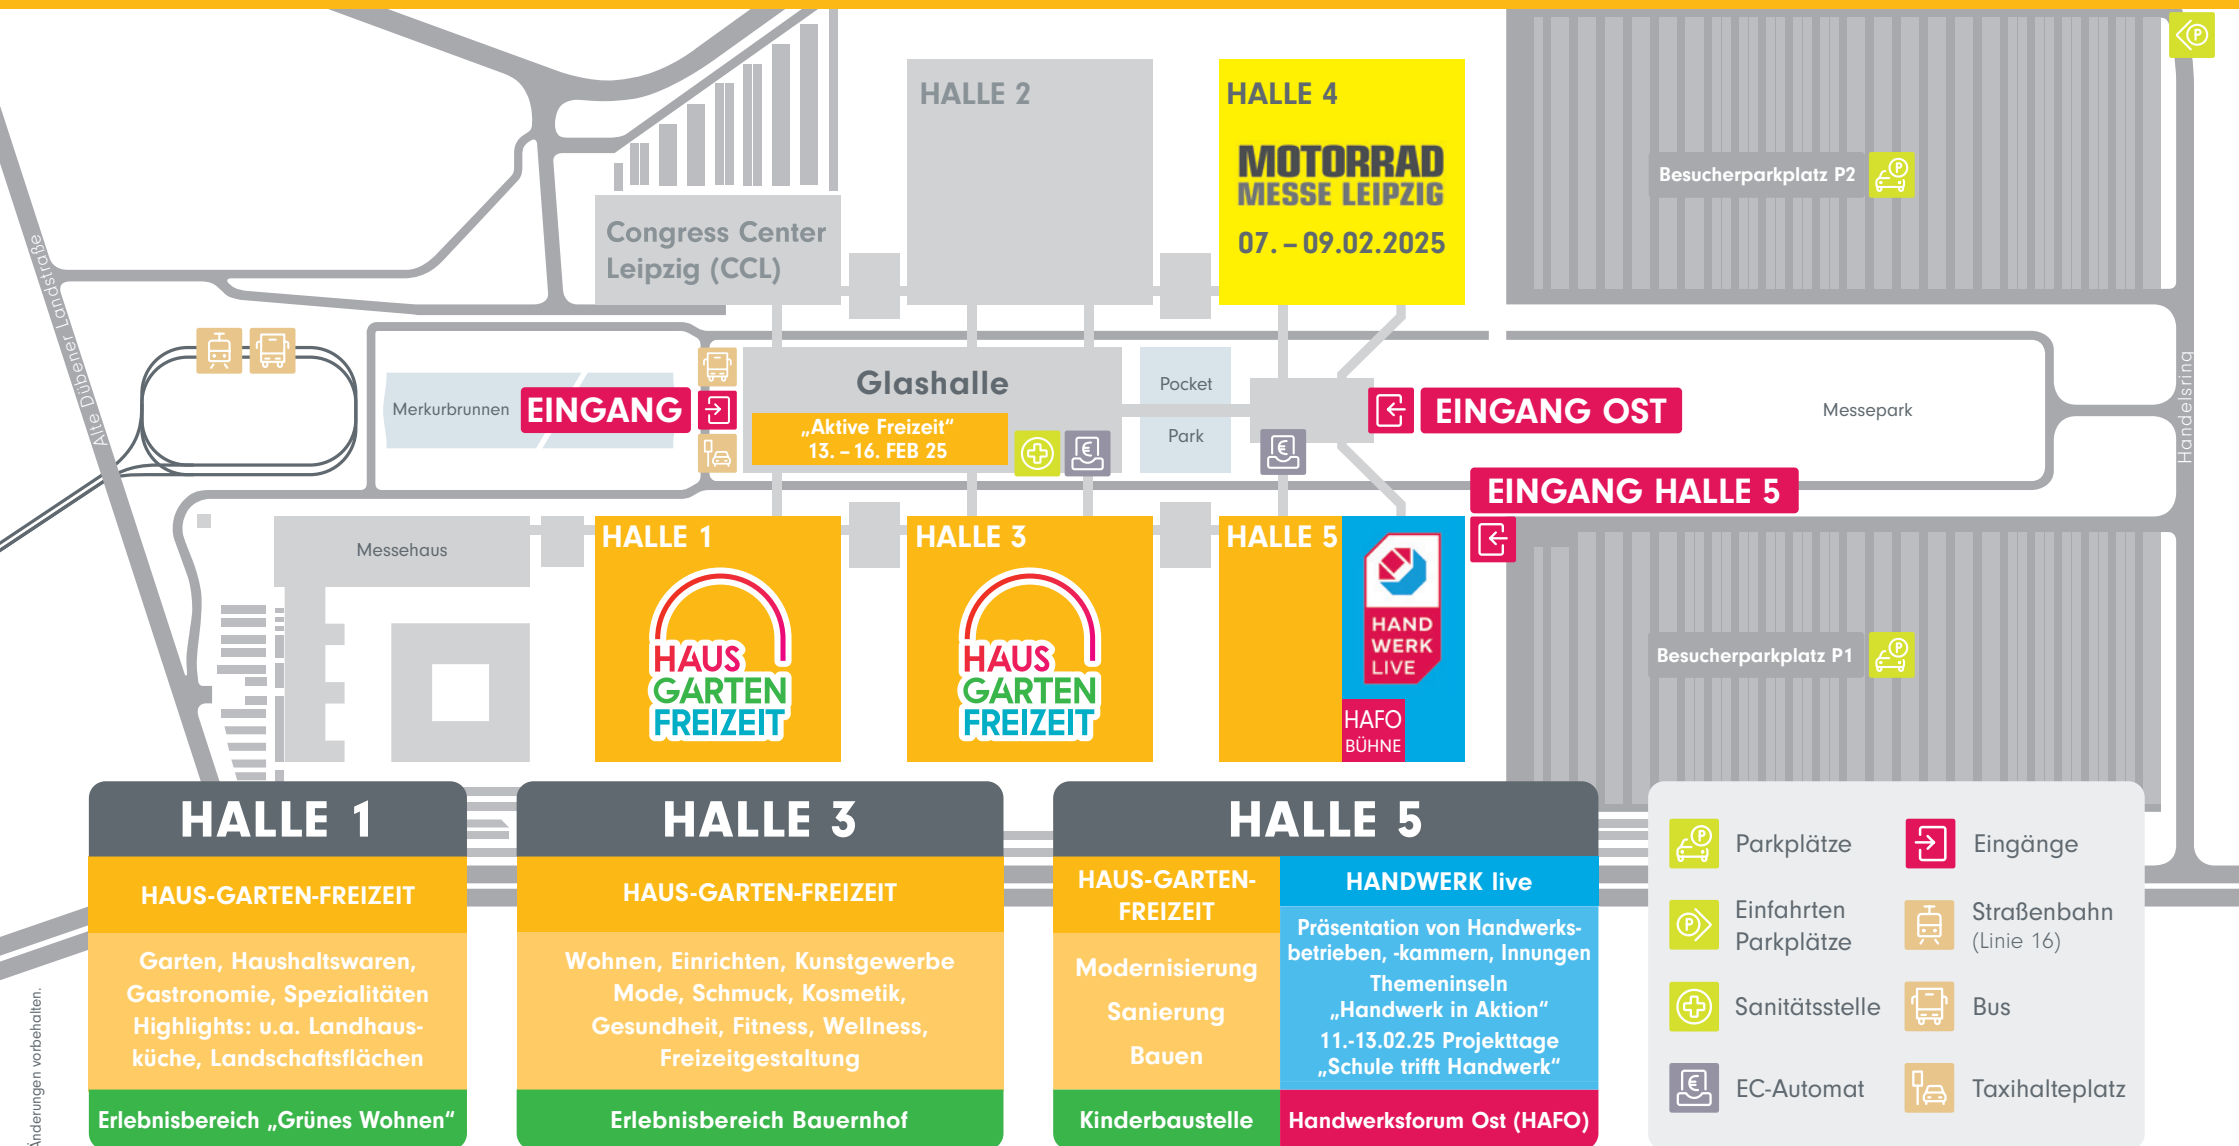 HALLE 2
HALLE 4
MOTORRAD
MESSE LEIPZIG
07. – 09.02.2025
Besucherparkplatz P2
Congress Center
Leipzig (CCL)
Alte Dübener Landstraße
Handelsring
Merkurbrunnen
EINGANG
Glashalle
„Aktive Freizeit“
13. – 16. FEB 25
Pocket
Park
EINGANG OST
Messepark
EINGANG HALLE 5
Messehaus
HALLE 1
HAUS
GARTEN
FREIZEIT
HALLE 3
HAUS
GARTEN
FREIZEIT
HALLE 5
HAND
WERK
LIVE
HAFO
BÜHNE
Besucherparkplatz P1
HALLE 1
HAUS-GARTEN-FREIZEIT
Garten, Haushaltswaren,
Gastronomie, Spezialitäten
Highlights: u.a. Landhaus-
küche, Landschaftsflächen
Erlebnisbereich „Grünes Wohnen“
HALLE 3
HAUS-GARTEN-FREIZEIT
Wohnen, Einrichten, Kunstgewerbe
Mode, Schmuck, Kosmetik,
Gesundheit, Fitness, Wellness,
Freizeitgestaltung
Erlebnisbereich Bauernhof
HALLE 5
HAUS-GARTEN-
FREIZEIT
Modernisierung
Sanierung
Bauen
Kinderbaustelle
HANDWERK live
Präsentation von Handwerks-
betrieben, -kammern, Innungen
Themeninseln
„Handwerk in Aktion“
11.-13.02.25 Projekttage
„Schule trifft Handwerk“
Handwerksforum Ost (HAFO)
Parkplätze
Einfahrten
Parkplätze
Sanitätsstelle
EC-Automat
Eingänge
Straßenbahn
(Linie 16)
Bus
Taxihalteplatz
Änderungen vorbehalten.